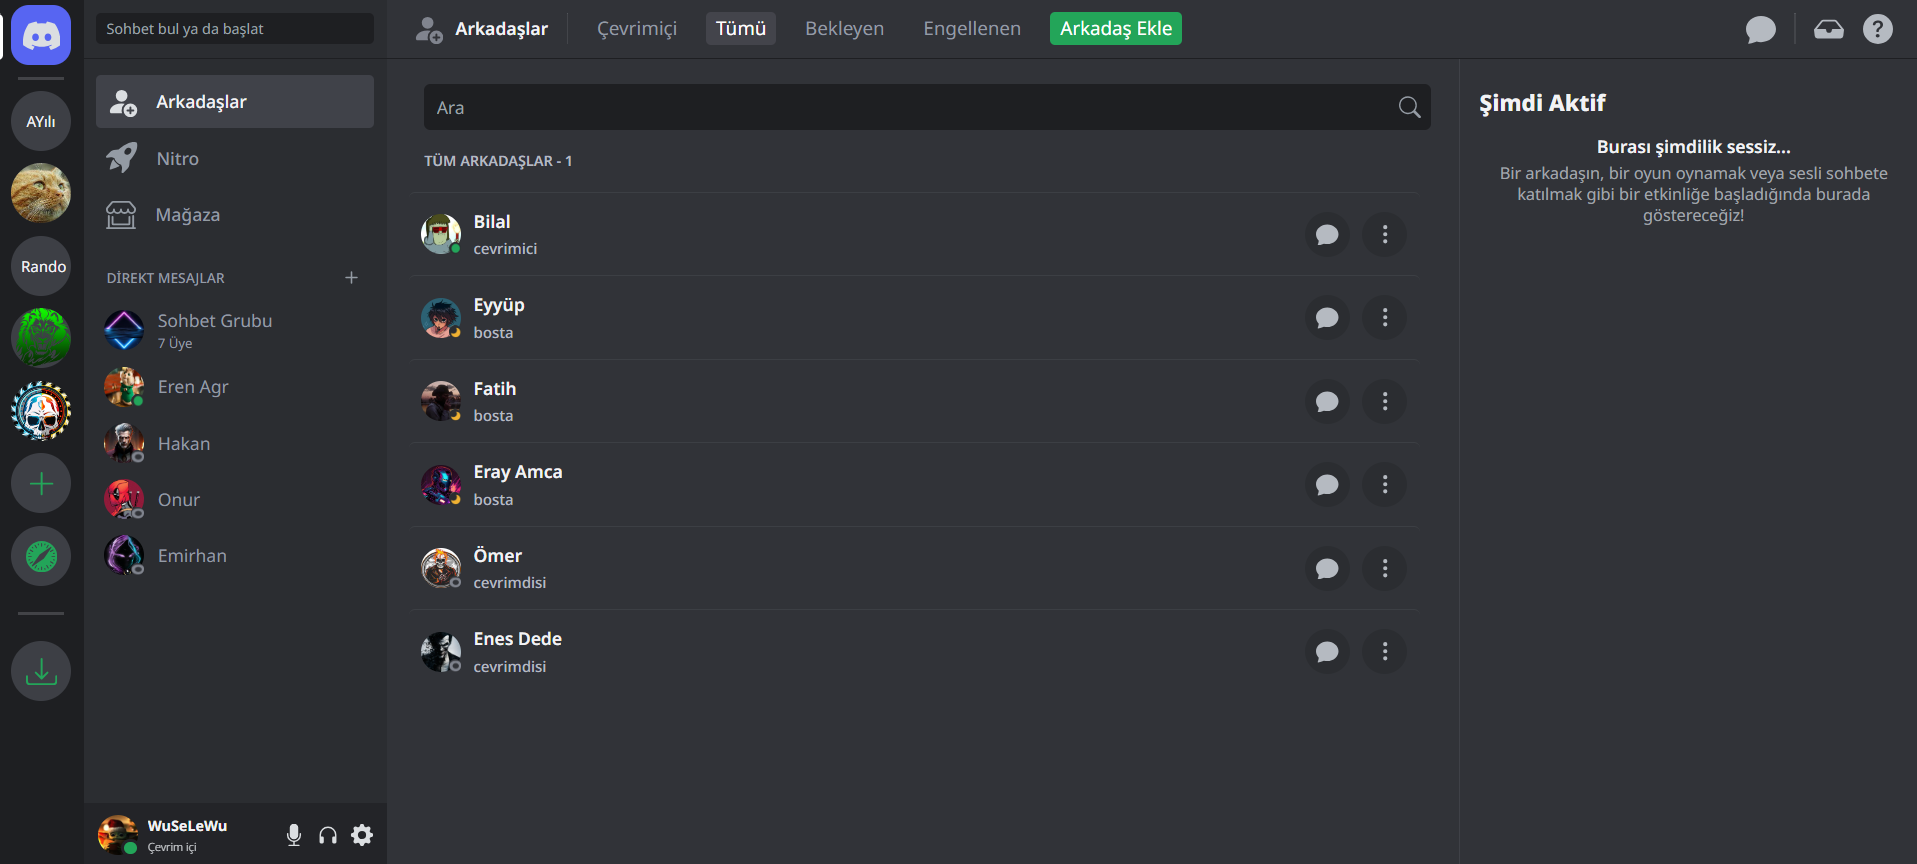 AYılı
Rando
Sohbet bul ya da başlat
Arkadaşlar
Nitro
Mağaza
DİREKT MESAJLAR
Sohbet Grubu
7 Üye
Eren Agr
Hakan
Onur
Emirhan
WuSeLeWu
Çevrim içi
Arkadaşlar
Çevrimiçi
Tümü
Bekleyen
Engellenen
Arkadaş Ekle
Ara
TÜM ARKADAŞLAR - 1
Bilal
cevrimici
Eyyüp
bosta
Fatih
bosta
Eray Amca
bosta
Ömer
cevrimdisi
Enes Dede
cevrimdisi
Şimdi Aktif
Burası şimdilik sessiz...
Bir arkadaşın, bir oyun oynamak veya sesli sohbete
katılmak gibi bir etkinliğe başladığında burada
göstereceğiz!